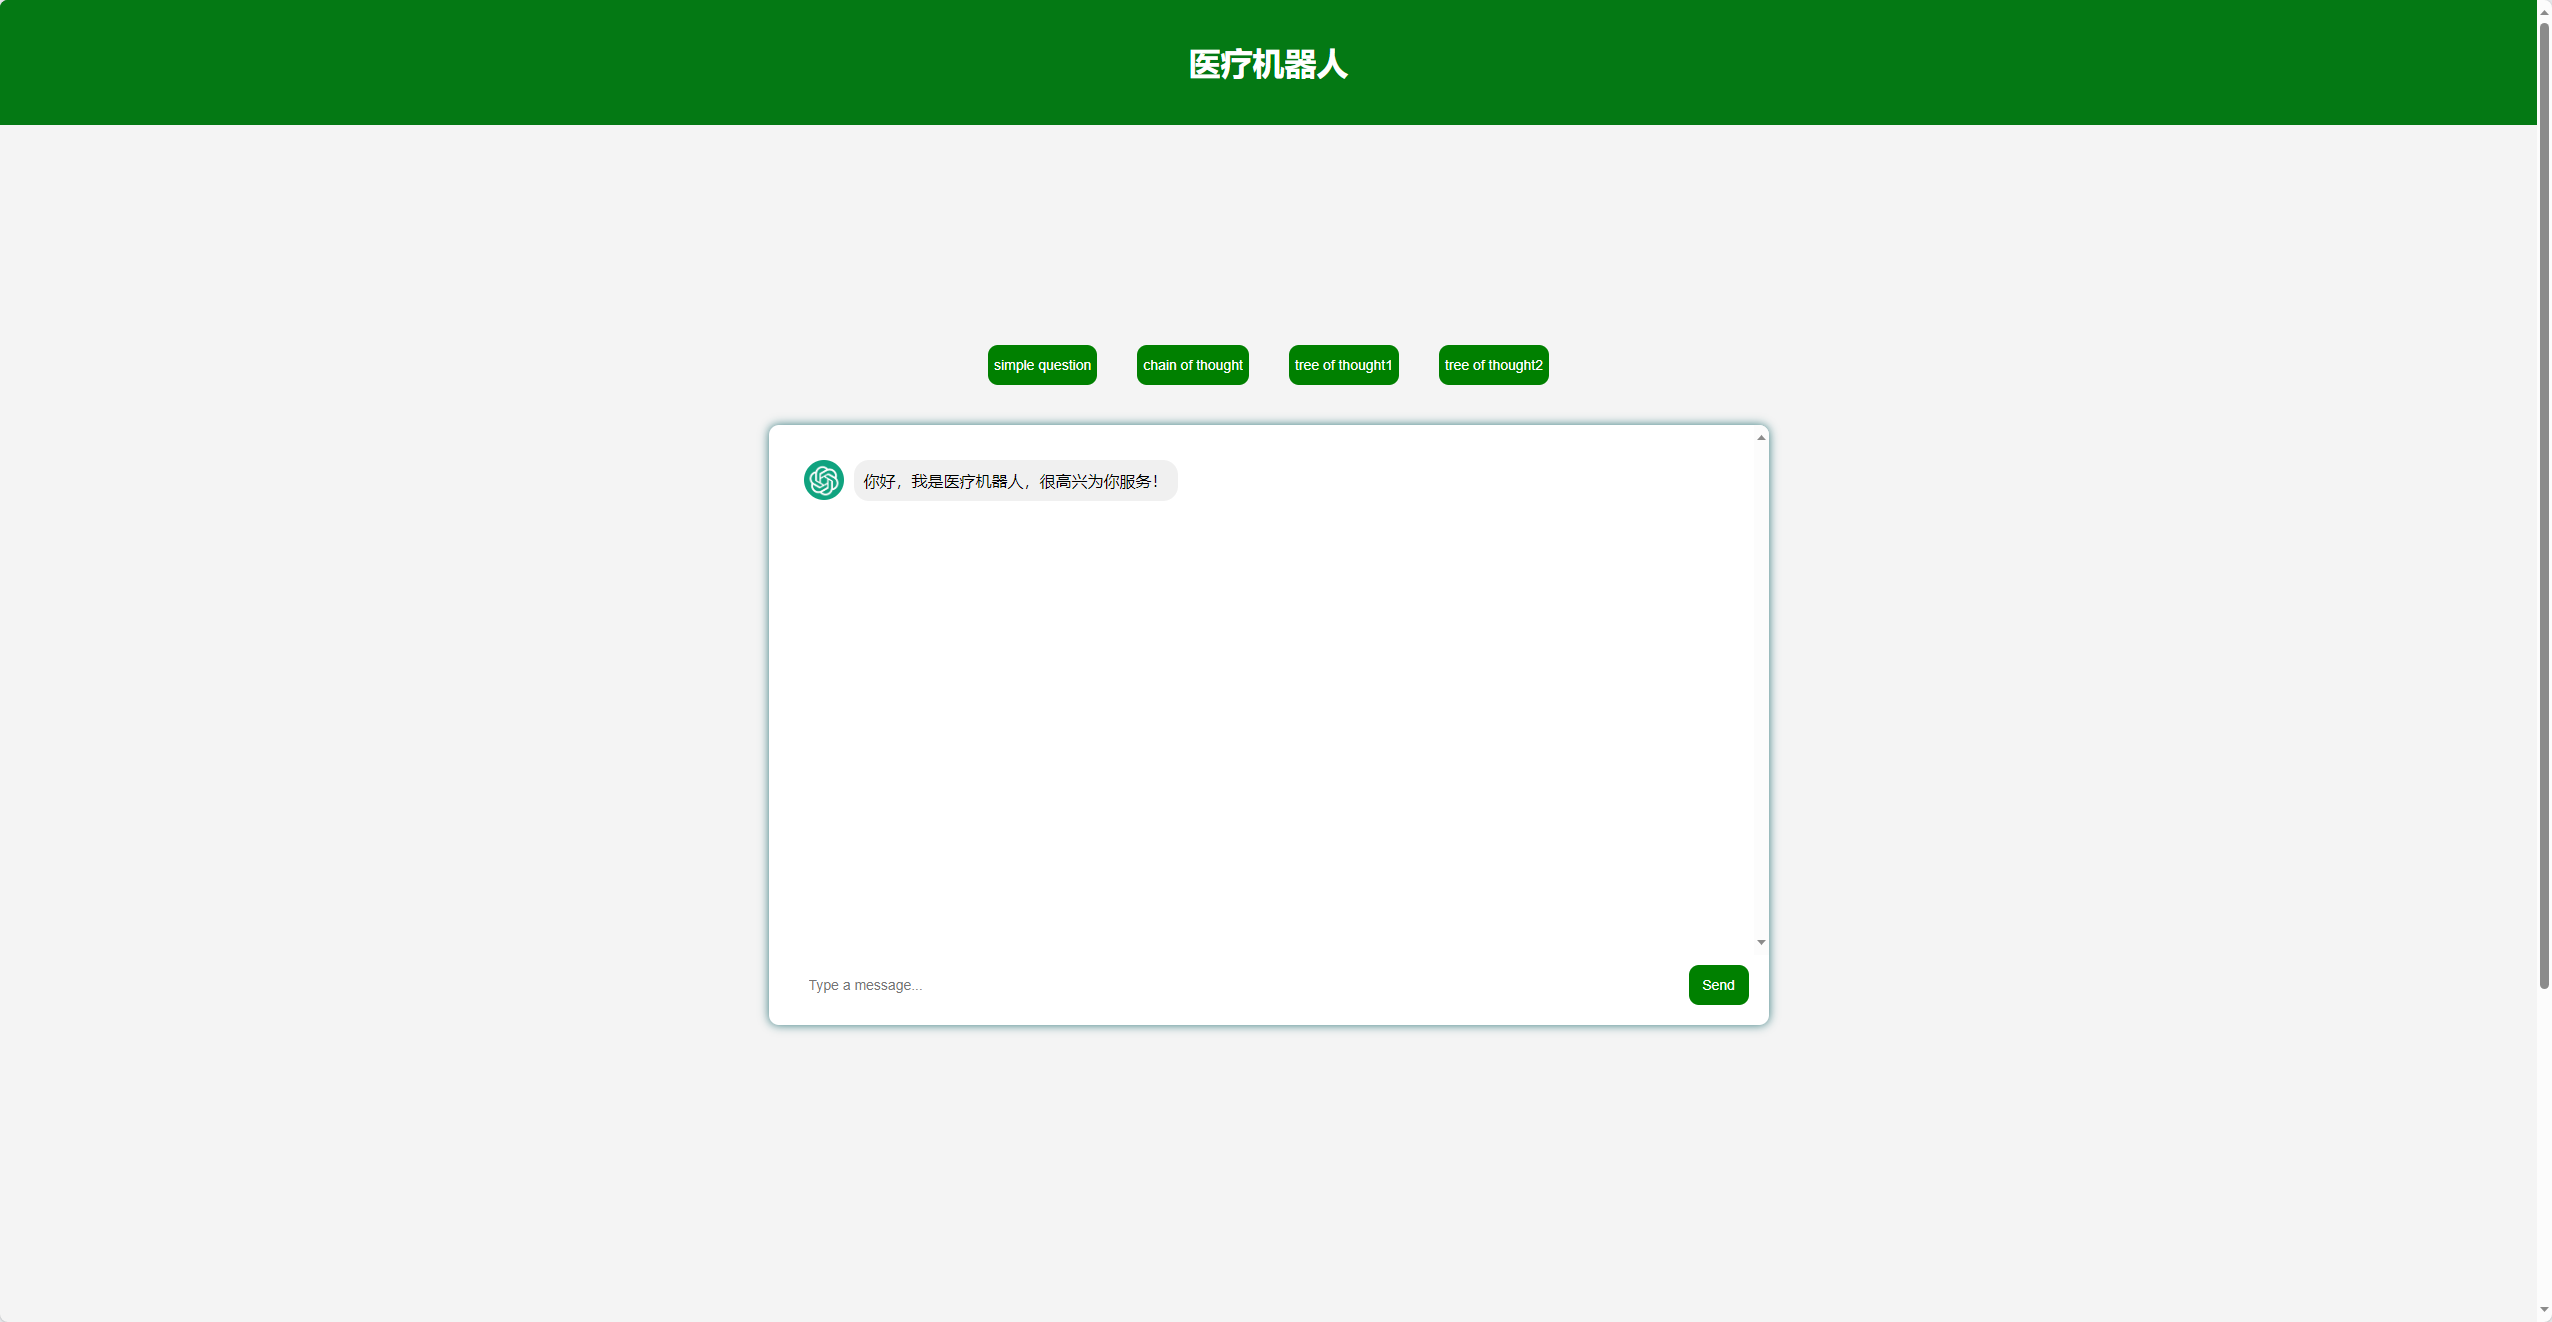 医疗机器人
simple question
chain of thought
tree of thought1
tree of thought2
你好，我是医疗机器人，很高兴为你服务！
Type a message...
Send